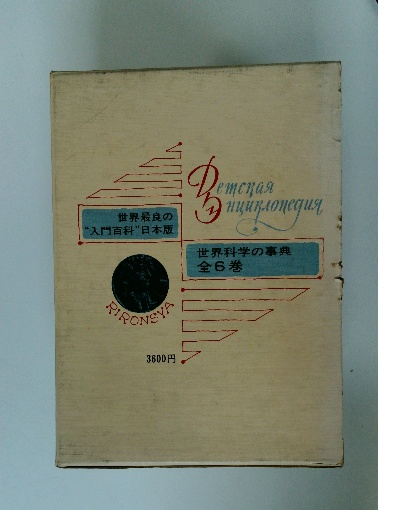 Детская
Энциклопедия
世界最良の
"入門百科"日本版
世界科学の事典
全6巻
RIRONSYA
3600円